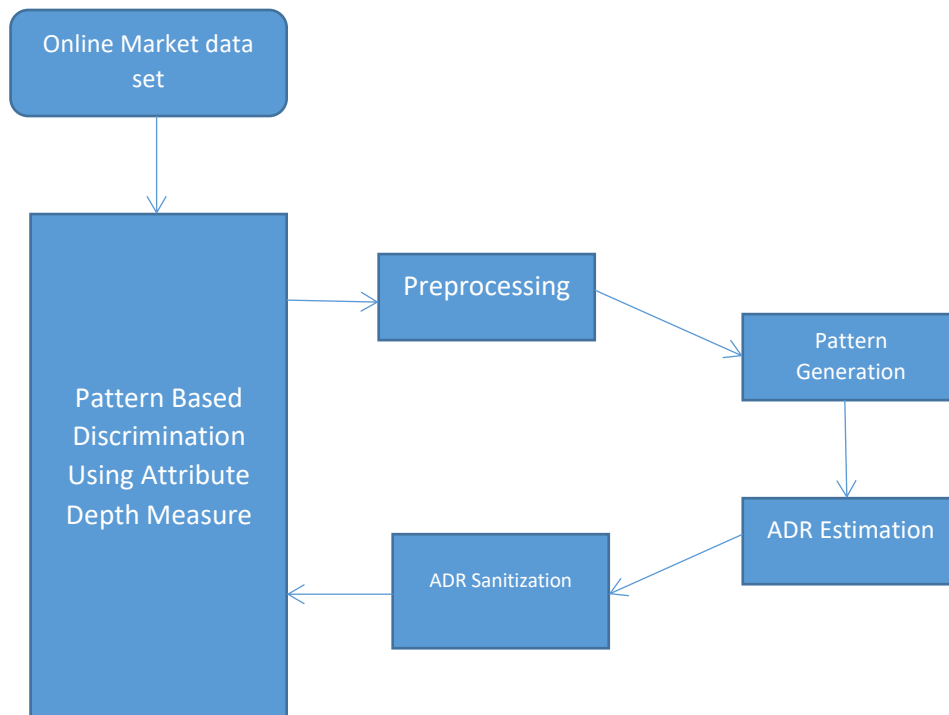 Online Market data
set
Preprocessing
Pattern
Generation
Pattern Based
Discrimination
Using Attribute
Depth Measure
ADR Estimation
ADR Sanitization